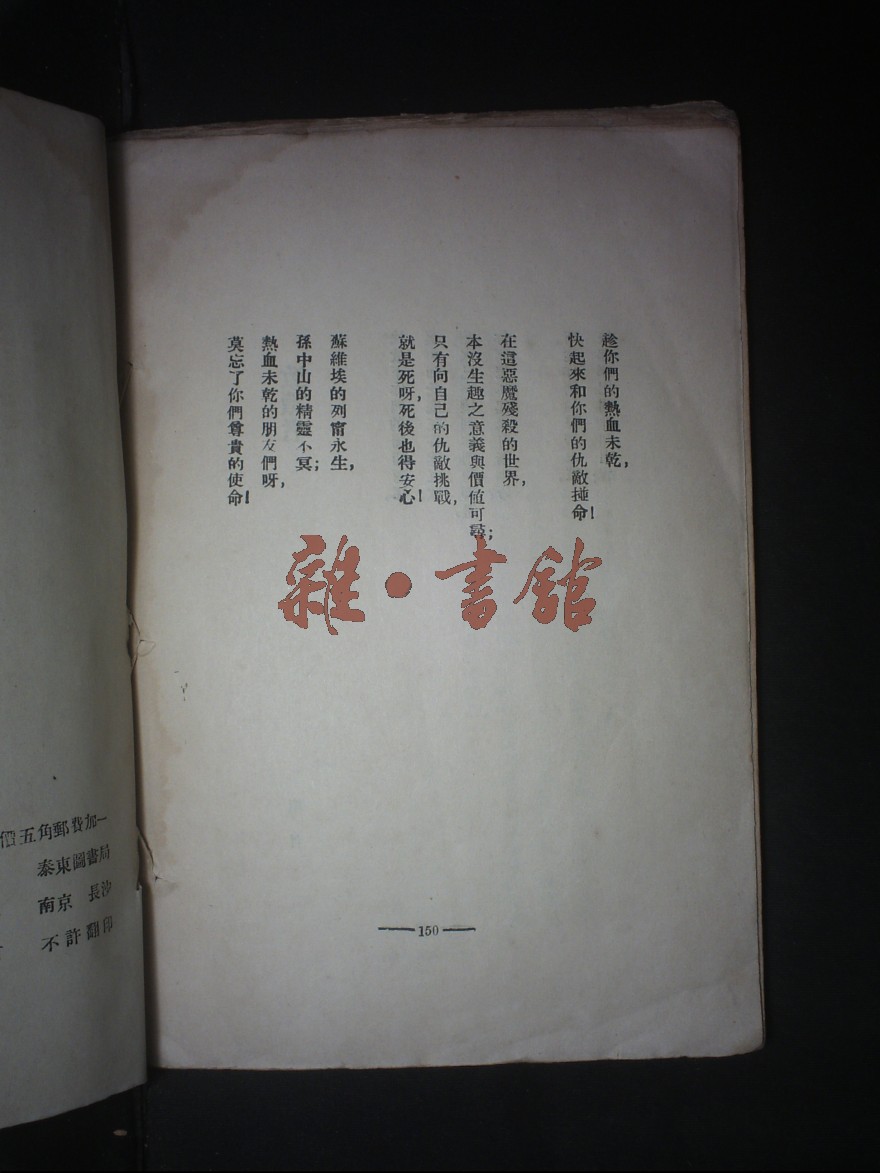 趁你們的熱血未乾，
快起來和你們的仇敵撞命！
在這惡魔殘殺的世界，
本沒生趣之意義與價值可尋；
只有向自己的仇敵挑戰，
就是死呀，死後也得安心！
蘇維埃的列甯永生，
孫中山的精靈不冥；
熱血未乾的朋友們呀，
莫忘了你們尊貴的使命！
雜·書館
—150—
價五角郵費加一
泰東圖書局
南京 長沙
不許翻印